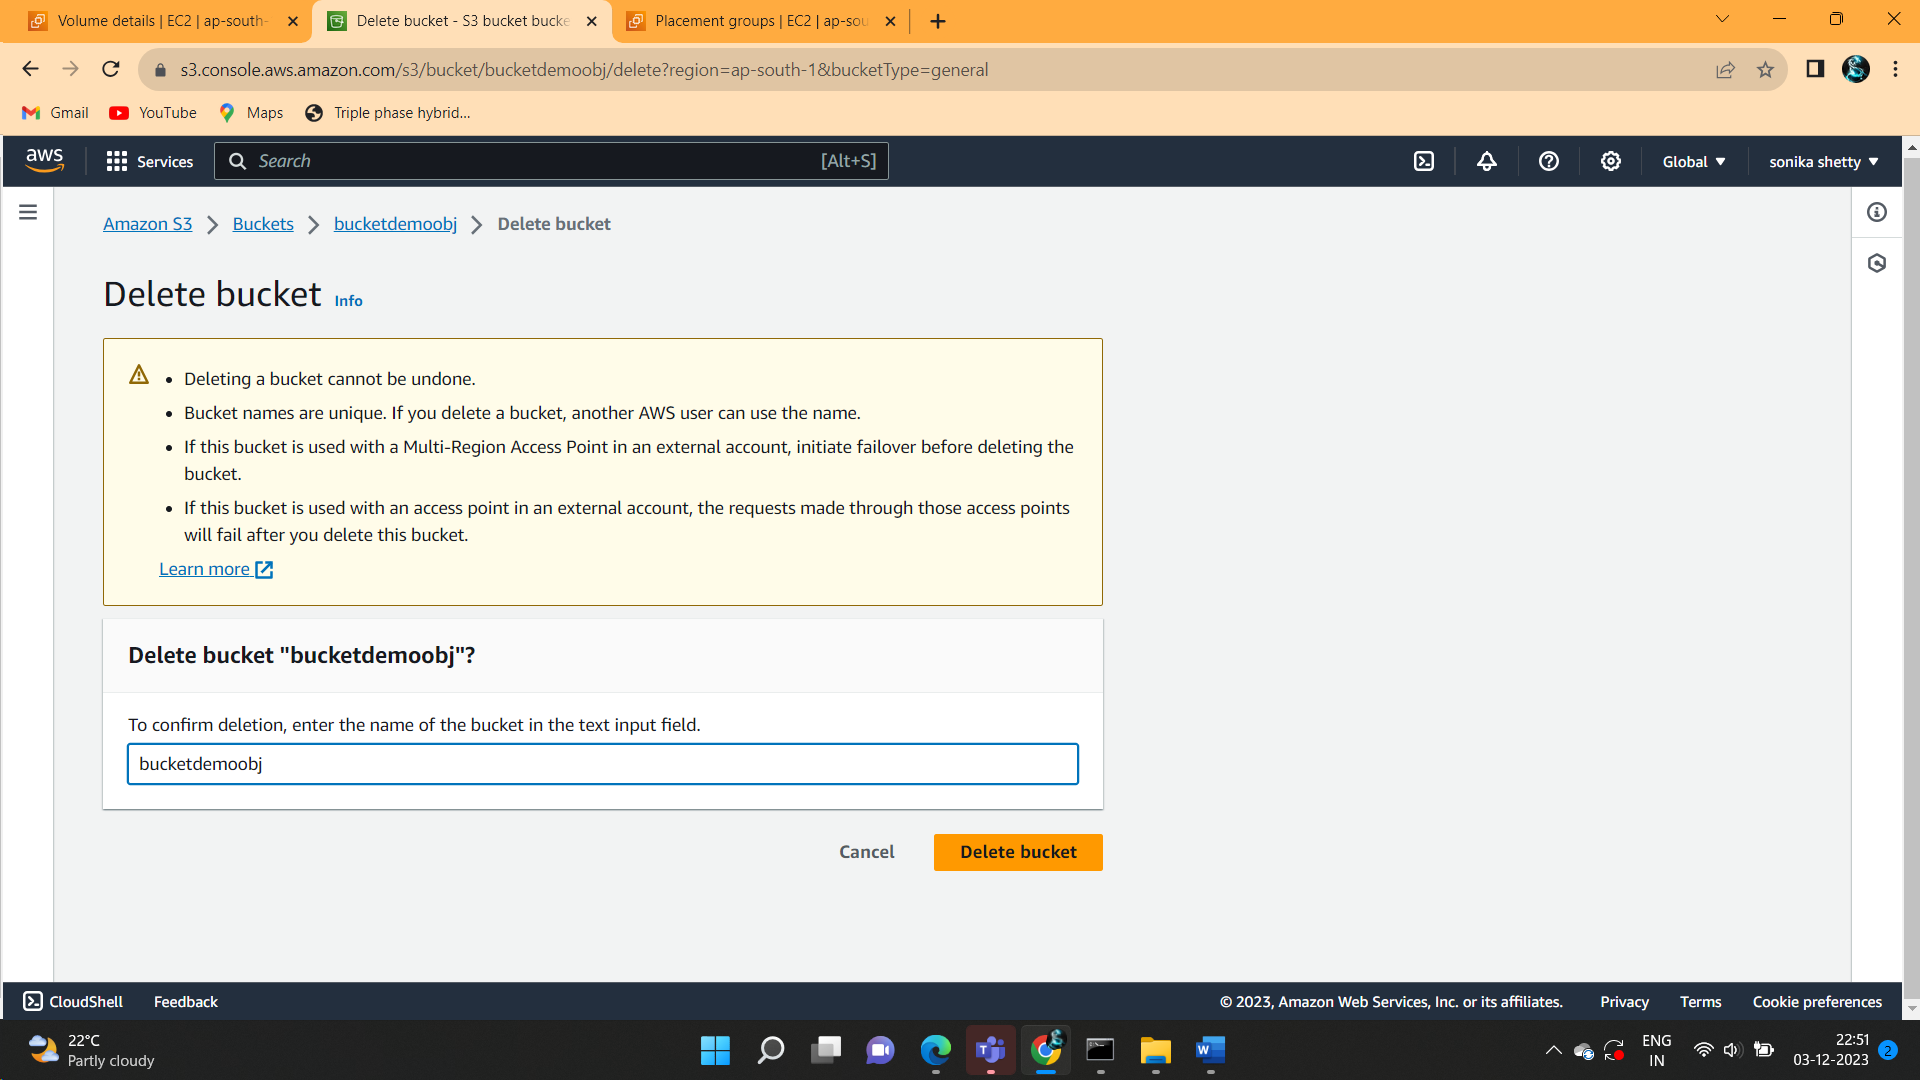 Volume details | EC2 | ap-south-
Delete bucket - S3 bucket bucke
Placement groups | EC2 | ap-sou
s3.console.aws.amazon.com/s3/bucket/bucketdemoobj/delete?region=ap-south-1&bucketType=general
Gmail YouTube Maps Triple phase hybrid...
aws Services Search [Alt+S] Global sonika shetty
Amazon S3 Buckets bucketdemoobj Delete bucket
Delete bucket Info
Deleting a bucket cannot be undone.
Bucket names are unique. If you delete a bucket, another AWS user can use the name.
If this bucket is used with a Multi-Region Access Point in an external account, initiate failover before deleting the
bucket.
If this bucket is used with an access point in an external account, the requests made through those access points
will fail after you delete this bucket.
Learn more
Delete bucket "bucketdemoobj"?
To confirm deletion, enter the name of the bucket in the text input field.
bucketdemoobj
Cancel Delete bucket
CloudShell Feedback © 2023, Amazon Web Services, Inc. or its affiliates. Privacy Terms Cookie preferences
22°C
Partly cloudy
ENG
IN
22:51
03-12-2023
2